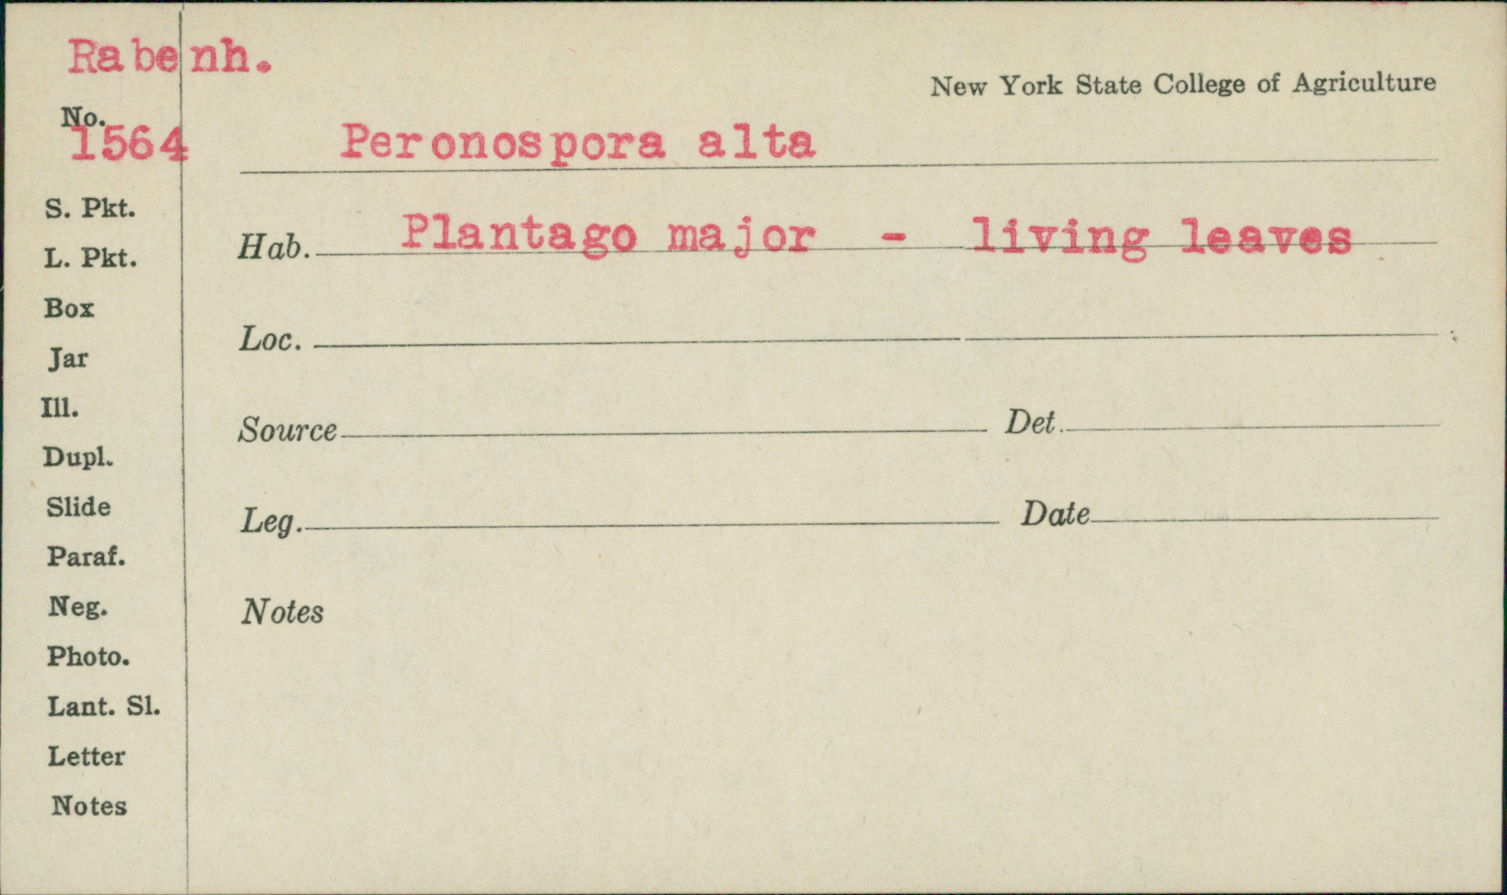 Rabenh.
New York State College of Agriculture
No.
1564
Peronospora alta
S. Pkt.
Hab. Plantago major - living leaves
L. Pkt.
Box
Loc.
Jar
Ill.
Source Det.
Dupl.
Slide
Leg. Date
Paraf.
Neg.
Notes
Photo.
Lant. Sl.
Letter
Notes